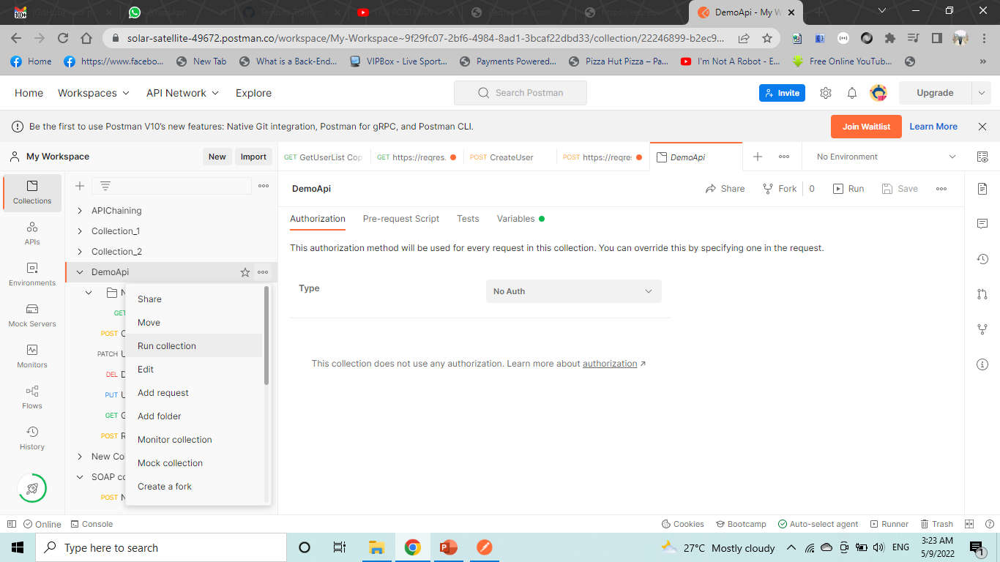 100+
DemoApi - My W
solar-satellite-49672.postman.co/workspace/My-Workspace~9f29fc07-2bf6-4984-8ad1-3bcaf22dbd33/collection/22246899-b2ec9...
Home https://www.facebo... New Tab What is a Back-End... VIPBox - Live Sport... Payments Powered... Pizza Hut Pizza – Pa... I'm Not A Robot - E... Free Online YouTub... »
Home Workspaces API Network Explore Search Postman Invite Upgrade
Be the first to use Postman V10's new features: Native Git integration, Postman for gRPC, and Postman CLI. Join Waitlist Learn More
My Workspace New Import GET GetUserList Cop GET https://reqres. POST CreateUser POST https://reqre: DemoApi No Environment
Collections
APIs
Environments
Mock Servers
Monitors
Flows
History
APIChaining
Collection_1
Collection_2
DemoApi
N
GET
POST C
PATCH U
DEL D
PUT U
GET G
POST R
New Col
SOAP co
POST N
Share
Move
Run collection
Edit
Add request
Add folder
Monitor collection
Mock collection
Create a fork
DemoApi Share Fork 0 Run Save
Authorization Pre-request Script Tests Variables
This authorization method will be used for every request in this collection. You can override this by specifying one in the request.
Type No Auth
This collection does not use any authorization. Learn more about authorization
Online Console Cookies Bootcamp Auto-select agent Runner Trash
Type here to search 27°C Mostly cloudy ENG 3:23 AM
5/9/2022
1